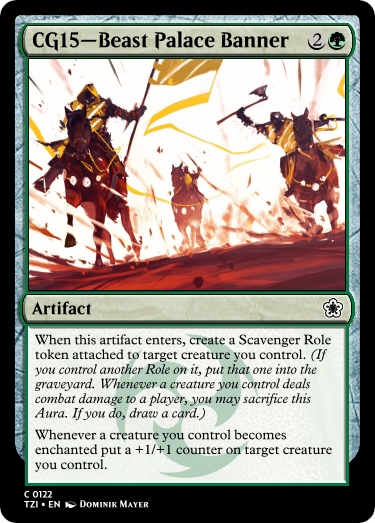 CG15—Beast Palace Banner 2
Artifact
When this artifact enters, create a Scavenger Role
token attached to target creature you control. (If
you control another Role on it, put that one into the
graveyard. Whenever a creature you control deals
combat damage to a player, you may sacrifice this
Aura. If you do, draw a card.)
Whenever a creature you control becomes
enchanted put a +1/+1 counter on target creature
you control.
C 0122
TZI • EN Dominik Mayer